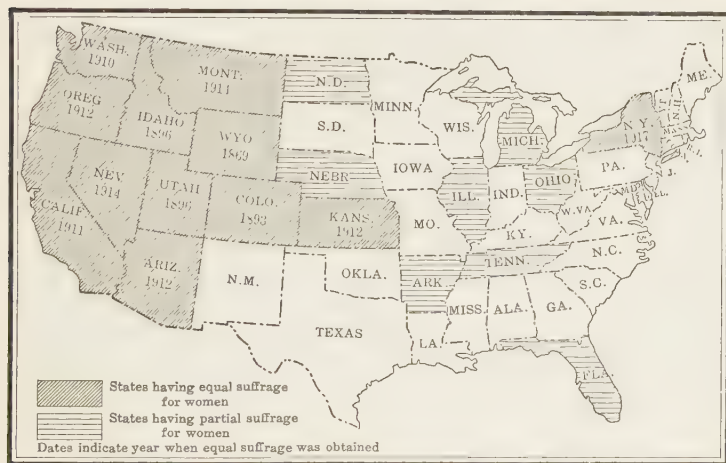 WASH.
1910
MONT.
1914
N.D.
MINN.
ME.
OREG
1912
IDAHO
1896
S.D.
WIS.
MICH.
N.Y.
1917
WYO
1869
NEV.
1914
UTAH
1896
NEBR
IOWA
PA.
N.J.
CALIF.
1911
COLO.
1893
KANS.
1912
MO.
ILL.
IND.
OHIO
W.VA.
VA.
MD.
DEL.
KY.
ARIZ.
1912
N.M.
OKLA.
ARK
TENN.
N.C.
S.C.
TEXAS
LA.
MISS.
ALA.
GA.
FLA.
States having equal suffrage
for women
States having partial suffrage
for women
Dates indicate year when equal suffrage was obtained